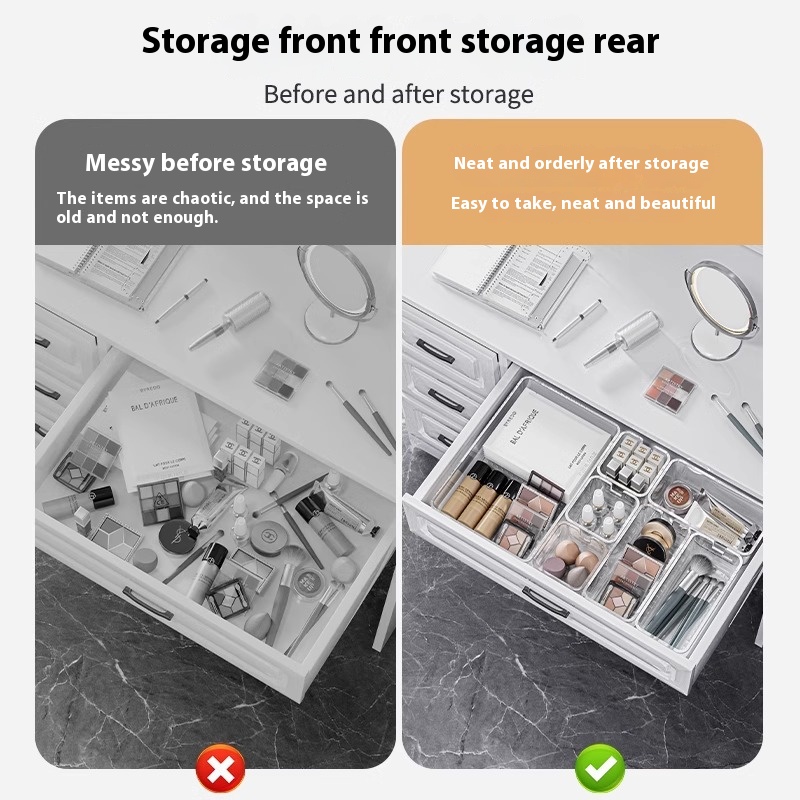 Storage front front storage rear
Before and after storage
Messy before storage
The items are chaotic, and the space is
old and not enough.
Neat and orderly after storage
Easy to take, neat and beautiful
BYREDO
BAL D'AFRIQUE
BYREDO
BAL D'AFRIQUE